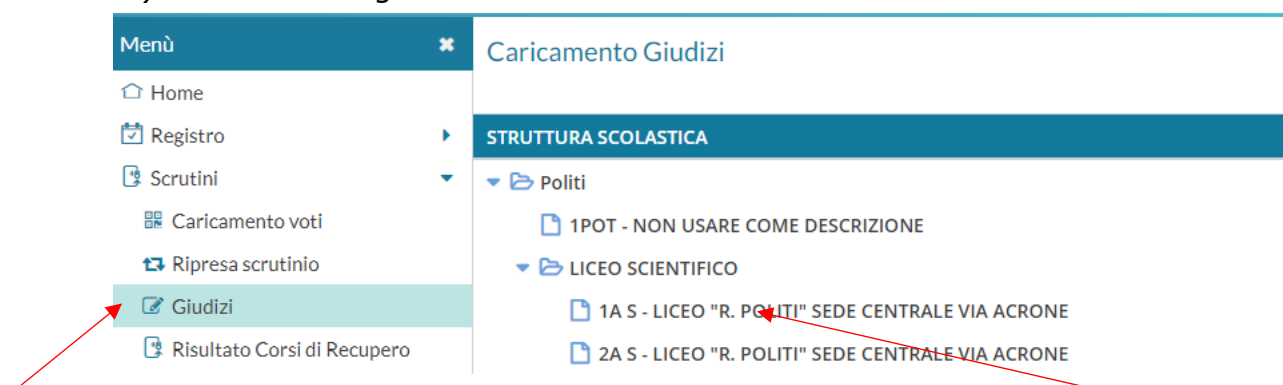 Menù
Home
Registro
Scrutini
Caricamento voti
Ripresa scrutinio
Giudizi
Risultato Corsi di Recupero
Caricamento Giudizi
STRUTTURA SCOLASTICA
Politi
1POT - NON USARE COME DESCRIZIONE
LICEO SCIENTIFICO
1A S - LICEO "R. POLITI" SEDE CENTRALE VIA ACRONE
2A S - LICEO "R. POLITI" SEDE CENTRALE VIA ACRONE